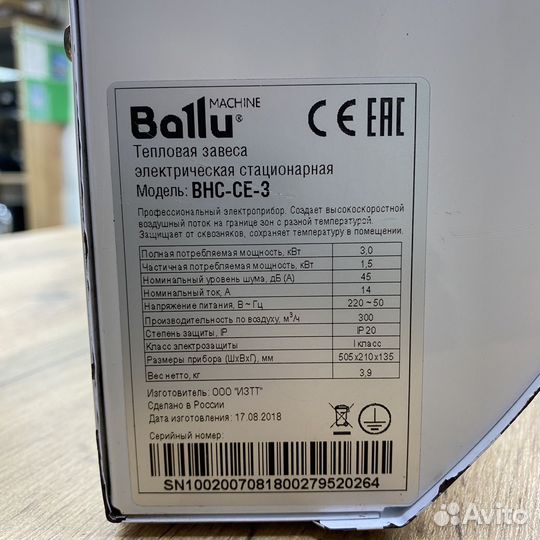 Ballu® MACHINE
CE EAC
Тепловая завеса
электрическая стационарная
Модель: BHC-CE-3
Профессиональный электроприбор. Создает высокоскоростной
воздушный поток на границе зон с разной температурой.
Защищает от сквозняков, сохраняет температуру в помещении.
Полная потребляемая мощность, кВт 3,0
Частичная потребляемая мощность, кВт 1,5
Номинальный уровень шума, дБ (А) 45
Номинальный ток, А 14
Напряжение питания, В ~ Гц 220 ~ 50
Производительность по воздуху, м³/ч 300
Степень защиты, IP IP20
Класс электрозащиты I класс
Размеры прибора (ШхВхГ), мм 505x210x135
Вес нетто, кг 3,9
Изготовитель: ООО "ИЗТТ"
Сделано в России
Дата изготовления: 17.08.2018
Серийный номер:
SN1002007081800279520264
Avito